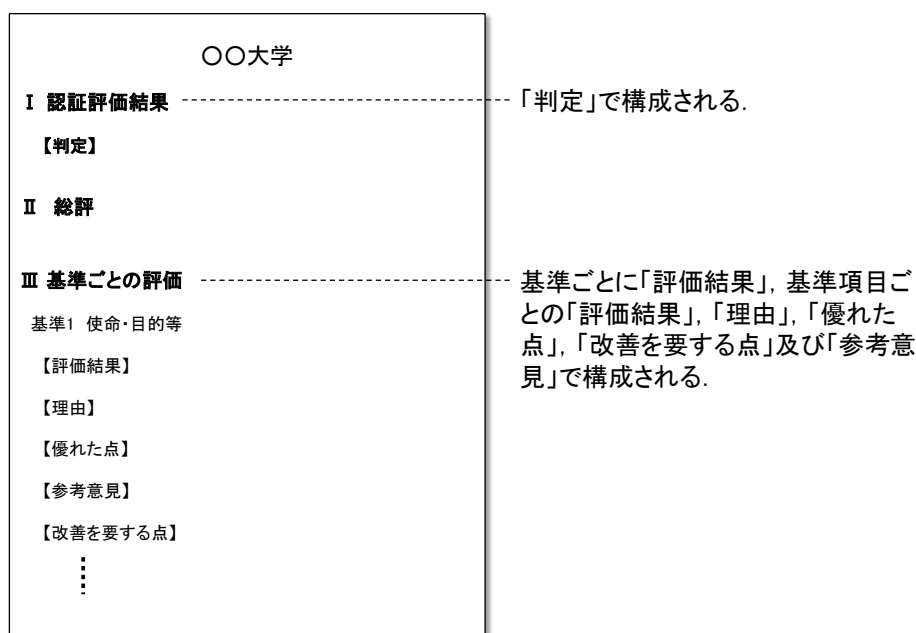 〇〇大学
Ⅰ 認証評価結果
「判定」で構成される.
【判定】
Ⅱ 総評
Ⅲ 基準ごとの評価
基準ごとに「評価結果」, 基準項目ご
との「評価結果」, 「理由」, 「優れた
点」, 「改善を要する点」及び「参考意
見」で構成される.
基準1 使命・目的等
【評価結果】
【理由】
【優れた点】
【参考意見】
【改善を要する点】